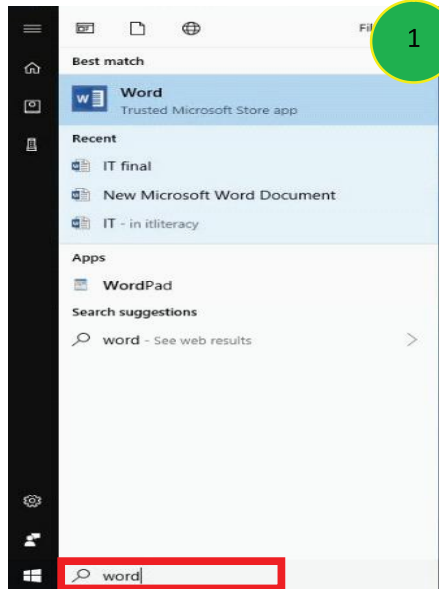 Fil
1
Best match
Word
Trusted Microsoft Store app
Recent
IT final
New Microsoft Word Document
IT - in itliteracy
Apps
WordPad
Search suggestions
word - See web results
word